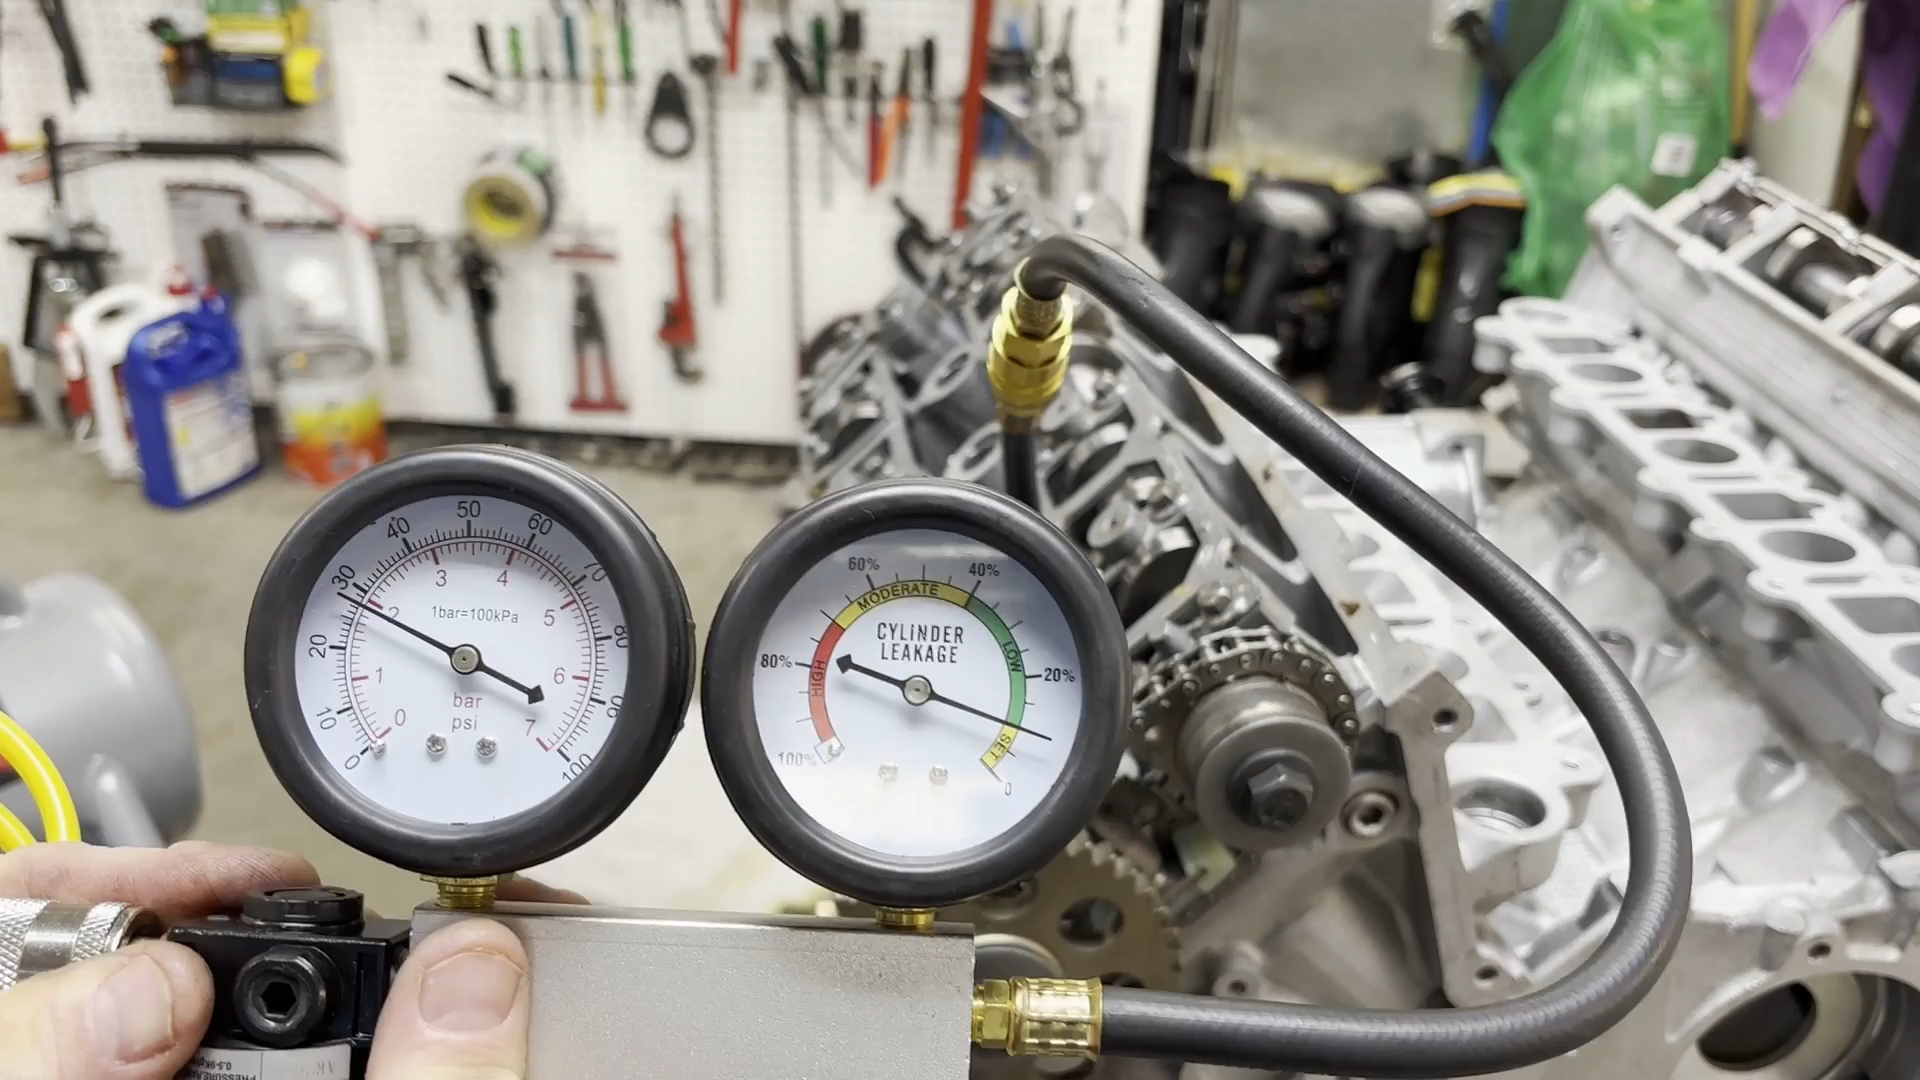 0
10
20
30
40
50
60
70
80
90
100
0
1
2
3
4
5
6
7
1bar=100kPa
bar
psi
100%
80%
60%
40%
20%
0
HIGH
MODERATE
LOW
SET
CYLINDER
LEAKAGE